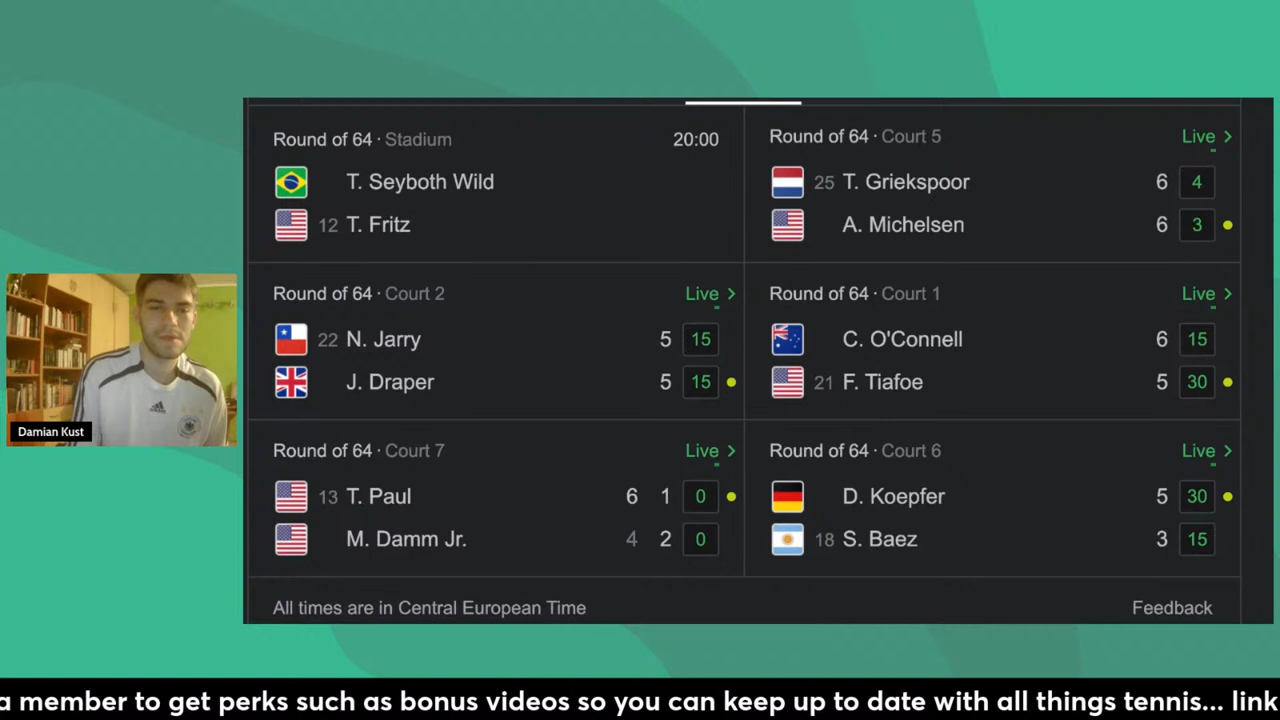 Round of 64 · Stadium 20:00
T. Seyboth Wild
12 T. Fritz
Round of 64 · Court 5 Live >
25 T. Griekspoor 6 4
A. Michelsen 6 3
Round of 64 · Court 2 Live >
22 N. Jarry 5 15
J. Draper 5 15
Round of 64 · Court 1 Live >
C. O'Connell 6 15
21 F. Tiafoe 5 30
Round of 64 · Court 7 Live >
13 T. Paul 6 1 0
M. Damm Jr. 4 2 0
Round of 64 · Court 6 Live >
D. Koepfer 5 30
18 S. Baez 3 15
All times are in Central European Time Feedback
Damian Kust
a member to get perks such as bonus videos so you can keep up to date with all things tennis... link